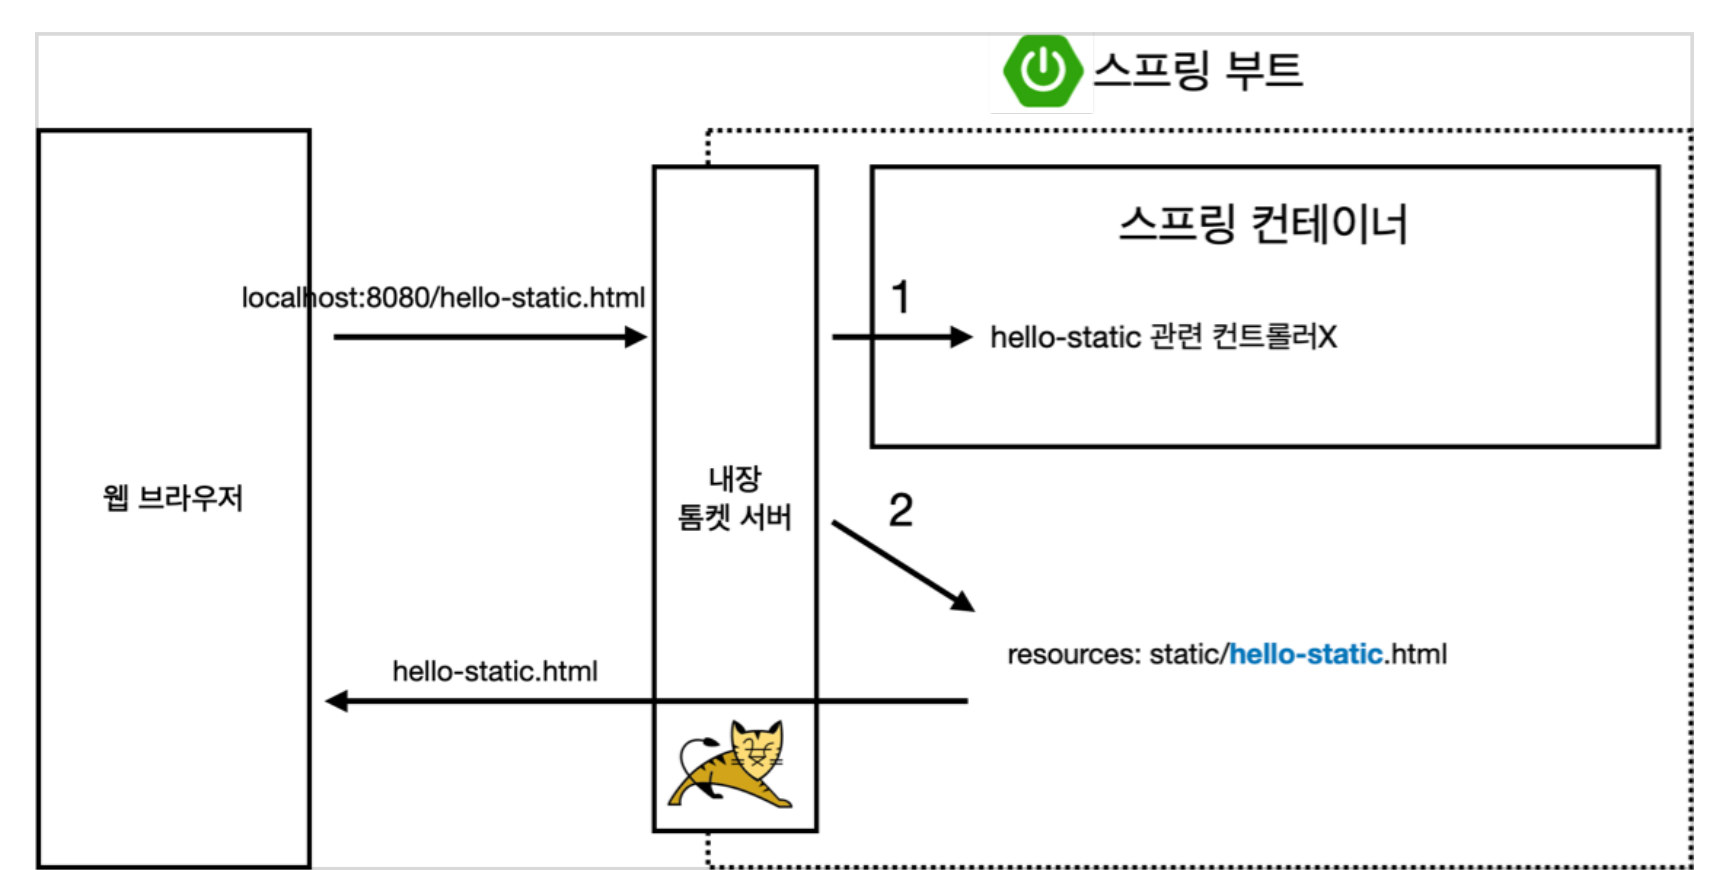 스프링 부트
스프링 컨테이너
localhost:8080/hello-static.html
1
hello-static 관련 컨트롤러X
웹 브라우저
내장
톰켓 서버
2
resources: static/hello-static.html
hello-static.html